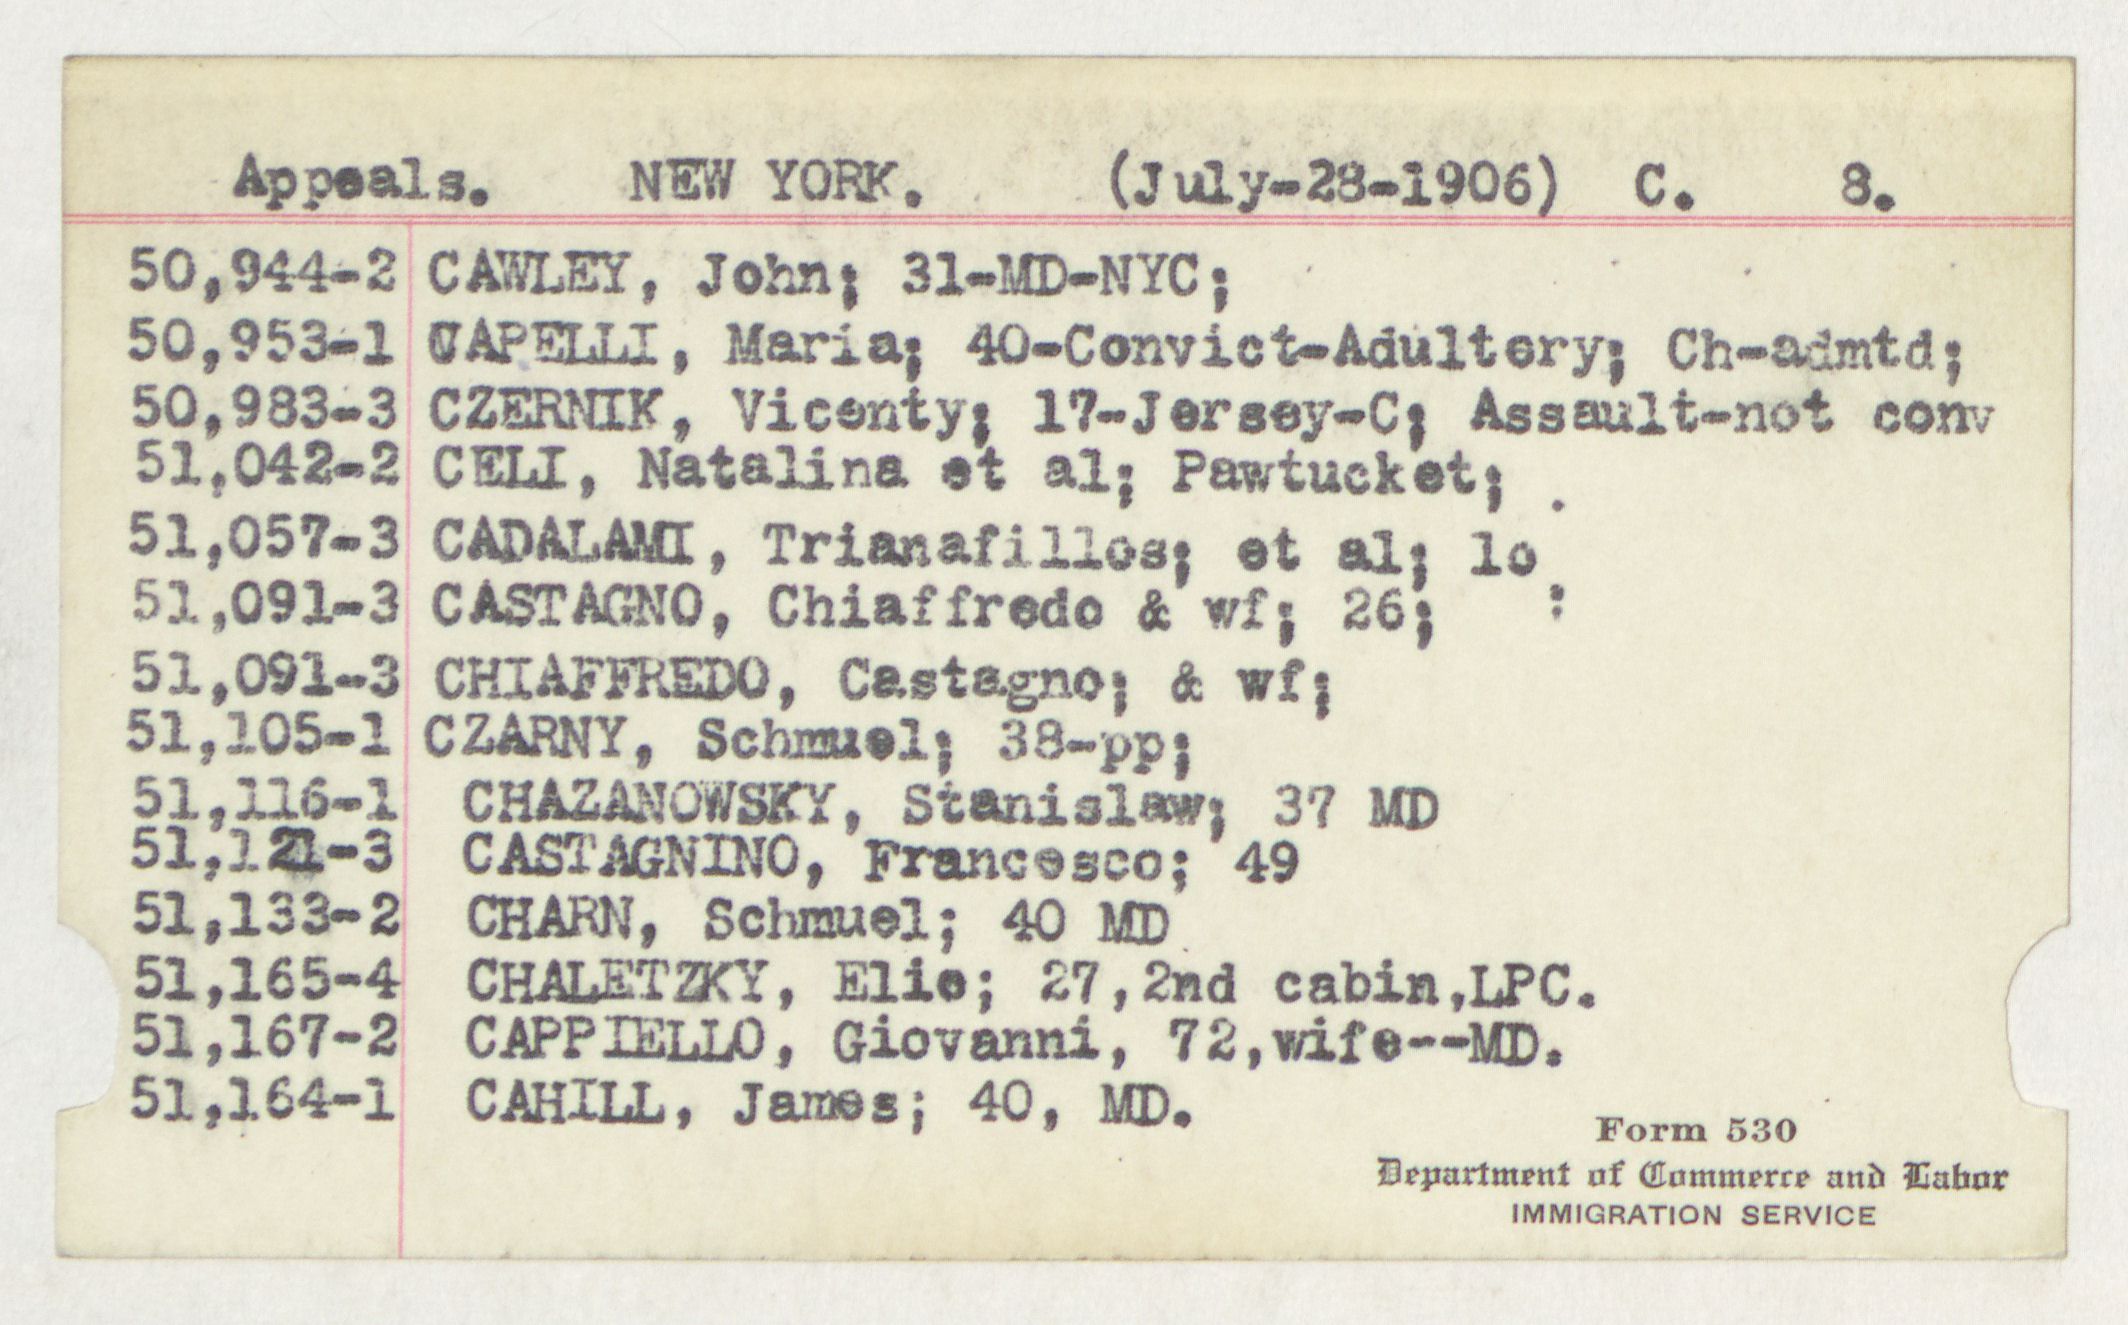 Appeals. NEW YORK. (July-28-1906) C. 8.
50,944-2 CAWLEY, John; 31-MD-NYC;
50,953-1 CAPELLI, Maria; 40-Convict-Adultery; Ch-admtd;
50,983-3 CZERNIK, Vicenty; 17-Jersey-C; Assault-not conv
51,042-2 CELI, Natalina et al; Pawtucket;
51,057-3 CADALAMI, Trianafillos; et al; lo
51,091-3 CASTAGNO, Chiaffredo & wf; 26; :
51,091-3 CHIAFFREDO, Castagno; & wf;
51,105-1 CZARNY, Schmuel; 38-pp;
51,116-1 CHAZANOWSKY, Stanislaw; 37 MD
51,121-3 CASTAGNINO, Francesco; 49
51,133-2 CHARN, Schmuel; 40 MD
51,165-4 CHALETZKY, Elie; 27,2nd cabin,LPC.
51,167-2 CAPPIELLO, Giovanni, 72,wife--MD.
51,164-1 CAHILL, James; 40, MD.
Form 530
Department of Commerce and Labor
IMMIGRATION SERVICE